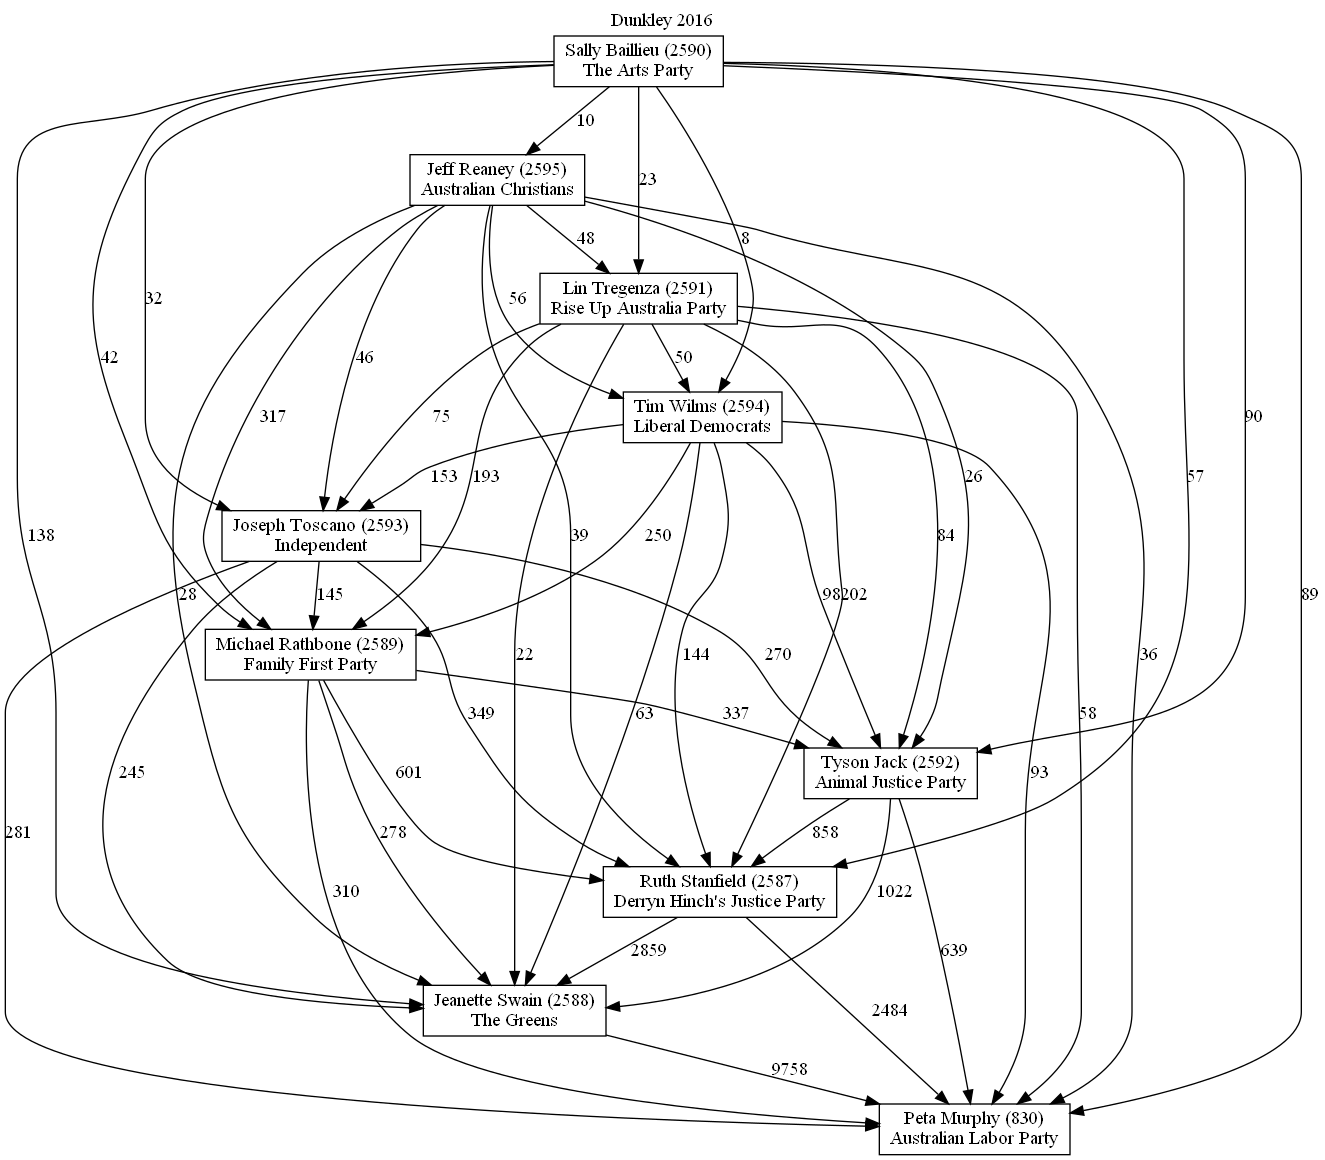 Dunkley 2016
Sally Baillieu (2590)
The Arts Party
10
Jeff Reaney (2595)
Australian Christians
23
8
48
Lin Tregenza (2591)
Rise Up Australia Party
32
56
42
46
50
Tim Wilms (2594)
Liberal Democrats
317
75
90
153
193
26
57
Joseph Toscano (2593)
Independent
138
39
250
84
28
145
98
202
89
Michael Rathbone (2589)
Family First Party
22
144
270
36
349
63
337
58
Tyson Jack (2592)
Animal Justice Party
245
601
93
281
278
858
Ruth Stanfield (2587)
Derryn Hinch's Justice Party
310
1022
2859
639
Jeanette Swain (2588)
The Greens
2484
9758
Peta Murphy (830)
Australian Labor Party